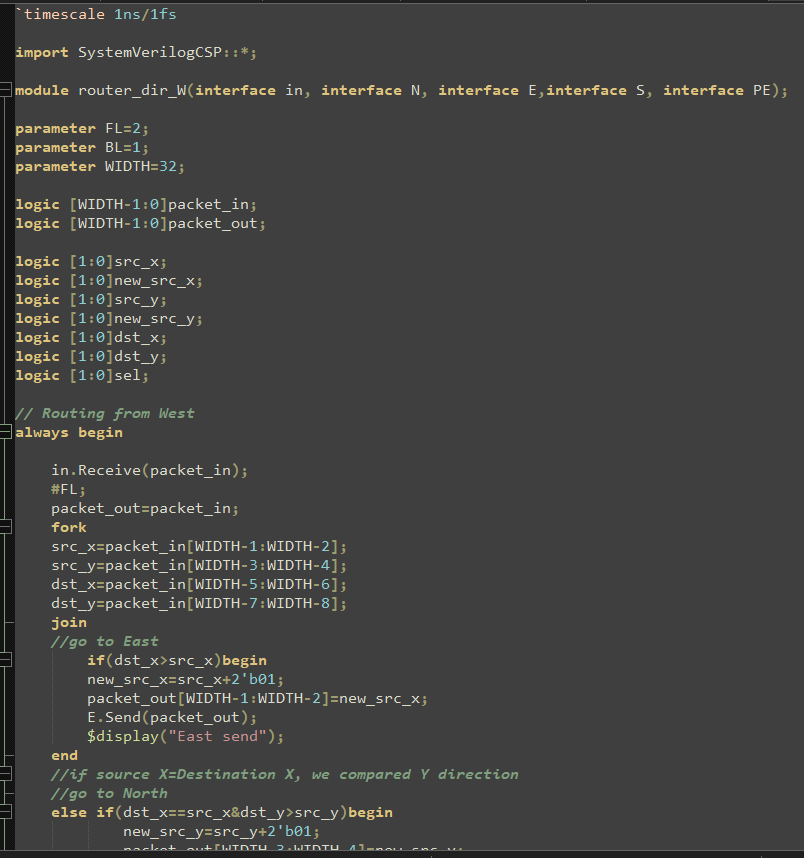 `timescale 1ns/1fs
import SystemVerilogCSP::*;
module router_dir_W(interface in, interface N, interface E,interface S, interface PE);
parameter FL=2;
parameter BL=1;
parameter WIDTH=32;
logic [WIDTH-1:0]packet_in;
logic [WIDTH-1:0]packet_out;
logic [1:0]src_x;
logic [1:0]new_src_x;
logic [1:0]src_y;
logic [1:0]new_src_y;
logic [1:0]dst_x;
logic [1:0]dst_y;
logic [1:0]sel;
// Routing from West
always begin
in.Receive(packet_in);
#FL;
packet_out=packet_in;
fork
src_x=packet_in[WIDTH-1:WIDTH-2];
src_y=packet_in[WIDTH-3:WIDTH-4];
dst_x=packet_in[WIDTH-5:WIDTH-6];
dst_y=packet_in[WIDTH-7:WIDTH-8];
join
//go to East
if(dst_x>src_x)begin
new_src_x=src_x+2'b01;
packet_out[WIDTH-1:WIDTH-2]=new_src_x;
E.Send(packet_out);
$display("East send");
end
//if source X=Destination X, we compared Y direction
//go to North
else if(dst_x==src_x&dst_y>src_y)begin
new_src_y=src_y+2'b01;
packet_out[WIDTH-3:WIDTH-4]=new_src_y;